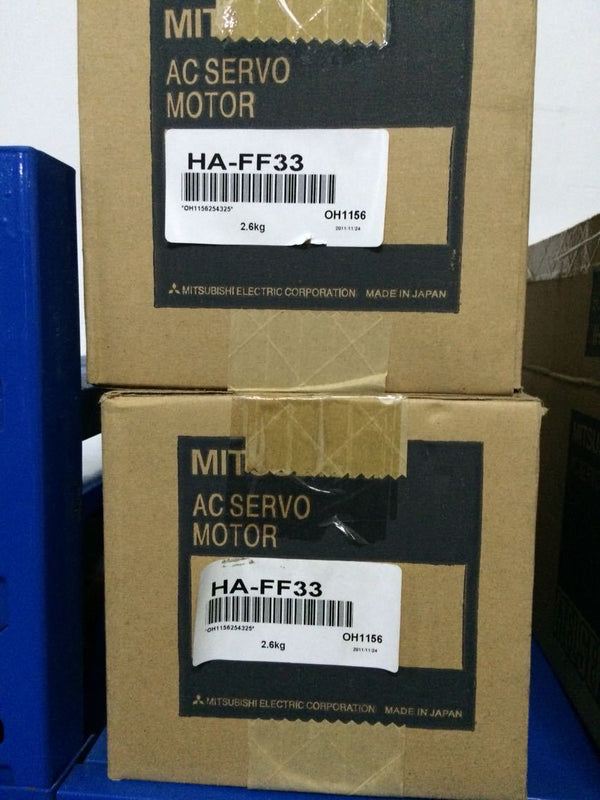 MIT
AC SERVO
MOTOR
HA-FF33
*OH1156254325*
OH1156
2.6kg
2011/11/24
MITSUBISHI ELECTRIC CORPORATION MADE IN JAPAN
MIT
AC SERVO
MOTOR
HA-FF33
*OH1156254325*
OH1156
2.6kg
2011/11/24
MITSUBISHI ELECTRIC CORPORATION MADE IN JAPAN